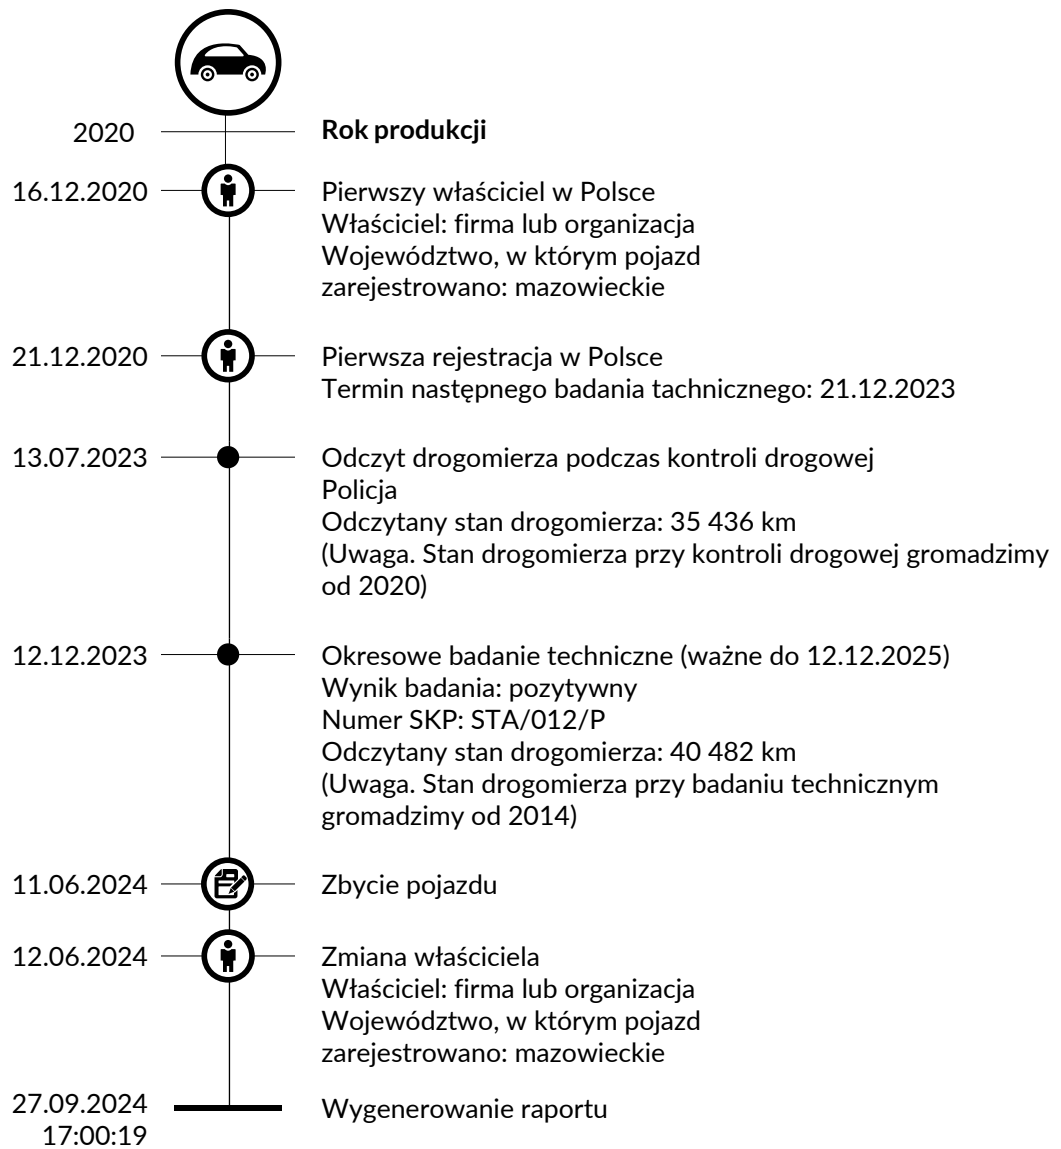 2020
Rok produkcji
16.12.2020
Pierwszy właściciel w Polsce
Właściciel: firma lub organizacja
Województwo, w którym pojazd
zarejestrowano: mazowieckie
21.12.2020
Pierwsza rejestracja w Polsce
Termin następnego badania tachnicznego: 21.12.2023
13.07.2023
Odczyt drogomierza podczas kontroli drogowej
Policja
Odczytany stan drogomierza: 35 436 km
(Uwaga. Stan drogomierza przy kontroli drogowej gromadzimy
od 2020)
12.12.2023
Okresowe badanie techniczne (ważne do 12.12.2025)
Wynik badania: pozytywny
Numer SKP: STA/012/P
Odczytany stan drogomierza: 40 482 km
(Uwaga. Stan drogomierza przy badaniu technicznym
gromadzimy od 2014)
11.06.2024
Zbycie pojazdu
12.06.2024
Zmiana właściciela
Właściciel: firma lub organizacja
Województwo, w którym pojazd
zarejestrowano: mazowieckie
27.09.2024
17:00:19
Wygenerowanie raportu